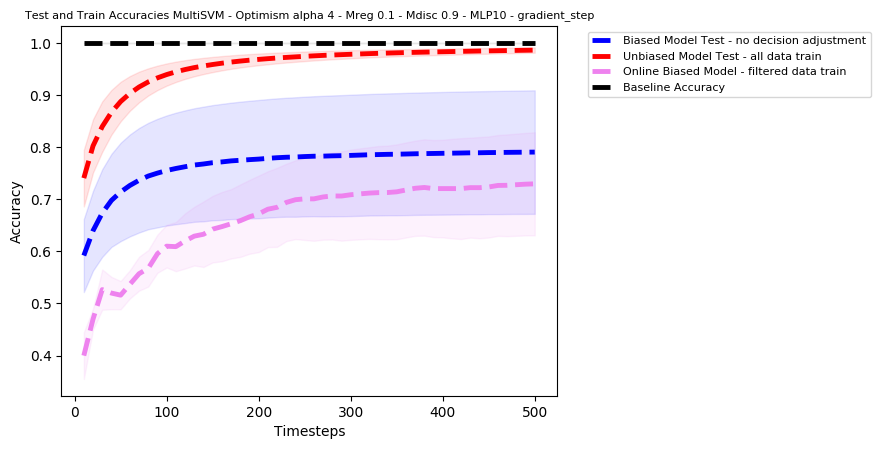 Test and Train Accuracies MultiSVM - Optimism alpha 4 - Mreg 0.1 - Mdisc 0.9 - MLP10 - gradient_step
Biased Model Test - no decision adjustment
Unbiased Model Test - all data train
Online Biased Model - filtered data train
Baseline Accuracy
Accuracy
1.0
0.9
0.8
0.7
0.6
0.5
0.4
0
100
200
300
400
500
Timesteps